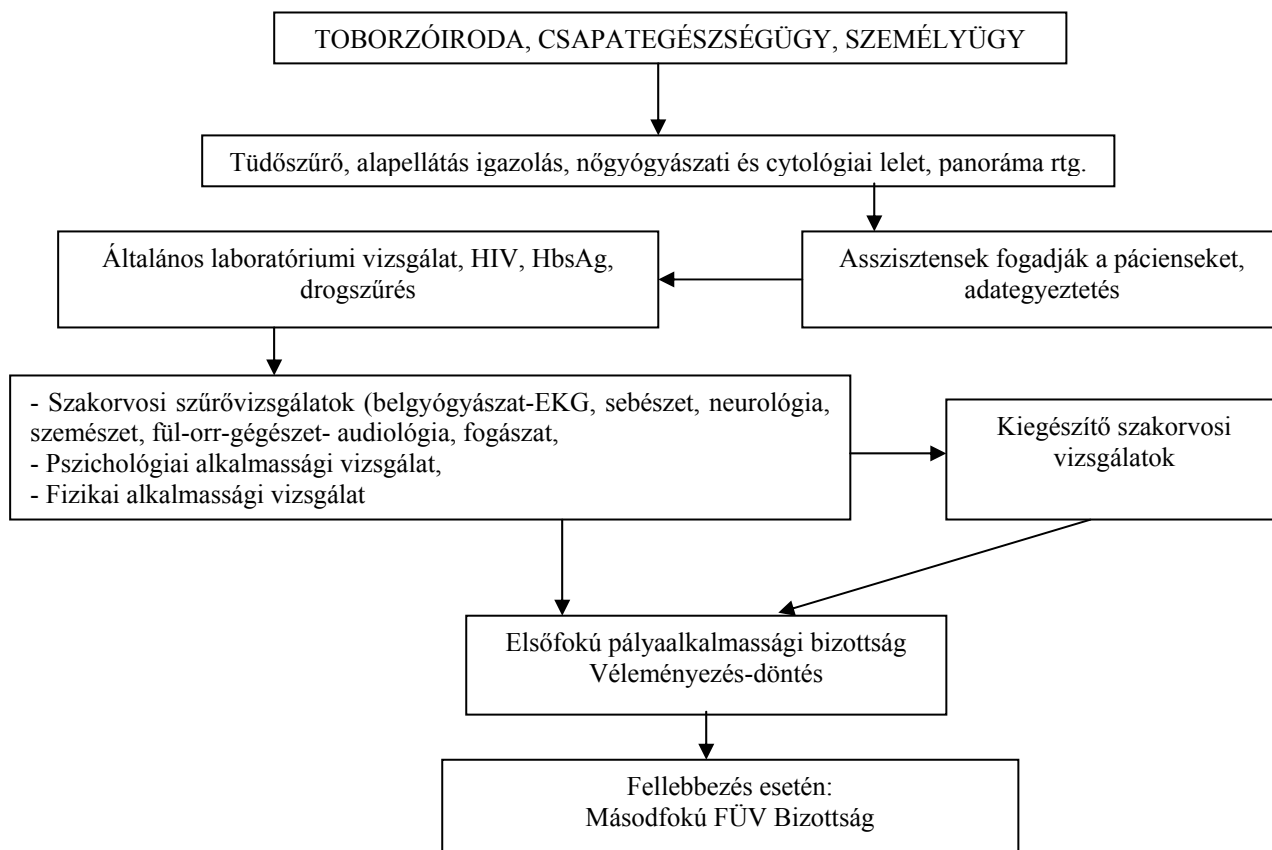 TOBORZÓIRODA, CSAPATEGÉSZSÉGÜGY, SZEMÉLYÜGY
Tüdőszűrő, alapellátás igazolás, nőgyógyászati és cytológiai lelet, panoráma rtg.
Általános laboratóriumi vizsgálat, HIV, HbsAg,
drogszűrés
Asszisztensek fogadják a pácienseket,
adategyeztetés
- Szakorvosi szűrővizsgálatok (belgyógyászat-EKG, sebészet, neurológia,
szemészet, fül-orr-gégészet- audiológia, fogászat,
- Pszichológiai alkalmassági vizsgálat,
- Fizikai alkalmassági vizsgálat
Kiegészítő szakorvosi
vizsgálatok
Elsőfokú pályaalkalmassági bizottság
Véleményezés-döntés
Fellebbezés esetén:
Másodfokú FÜV Bizottság